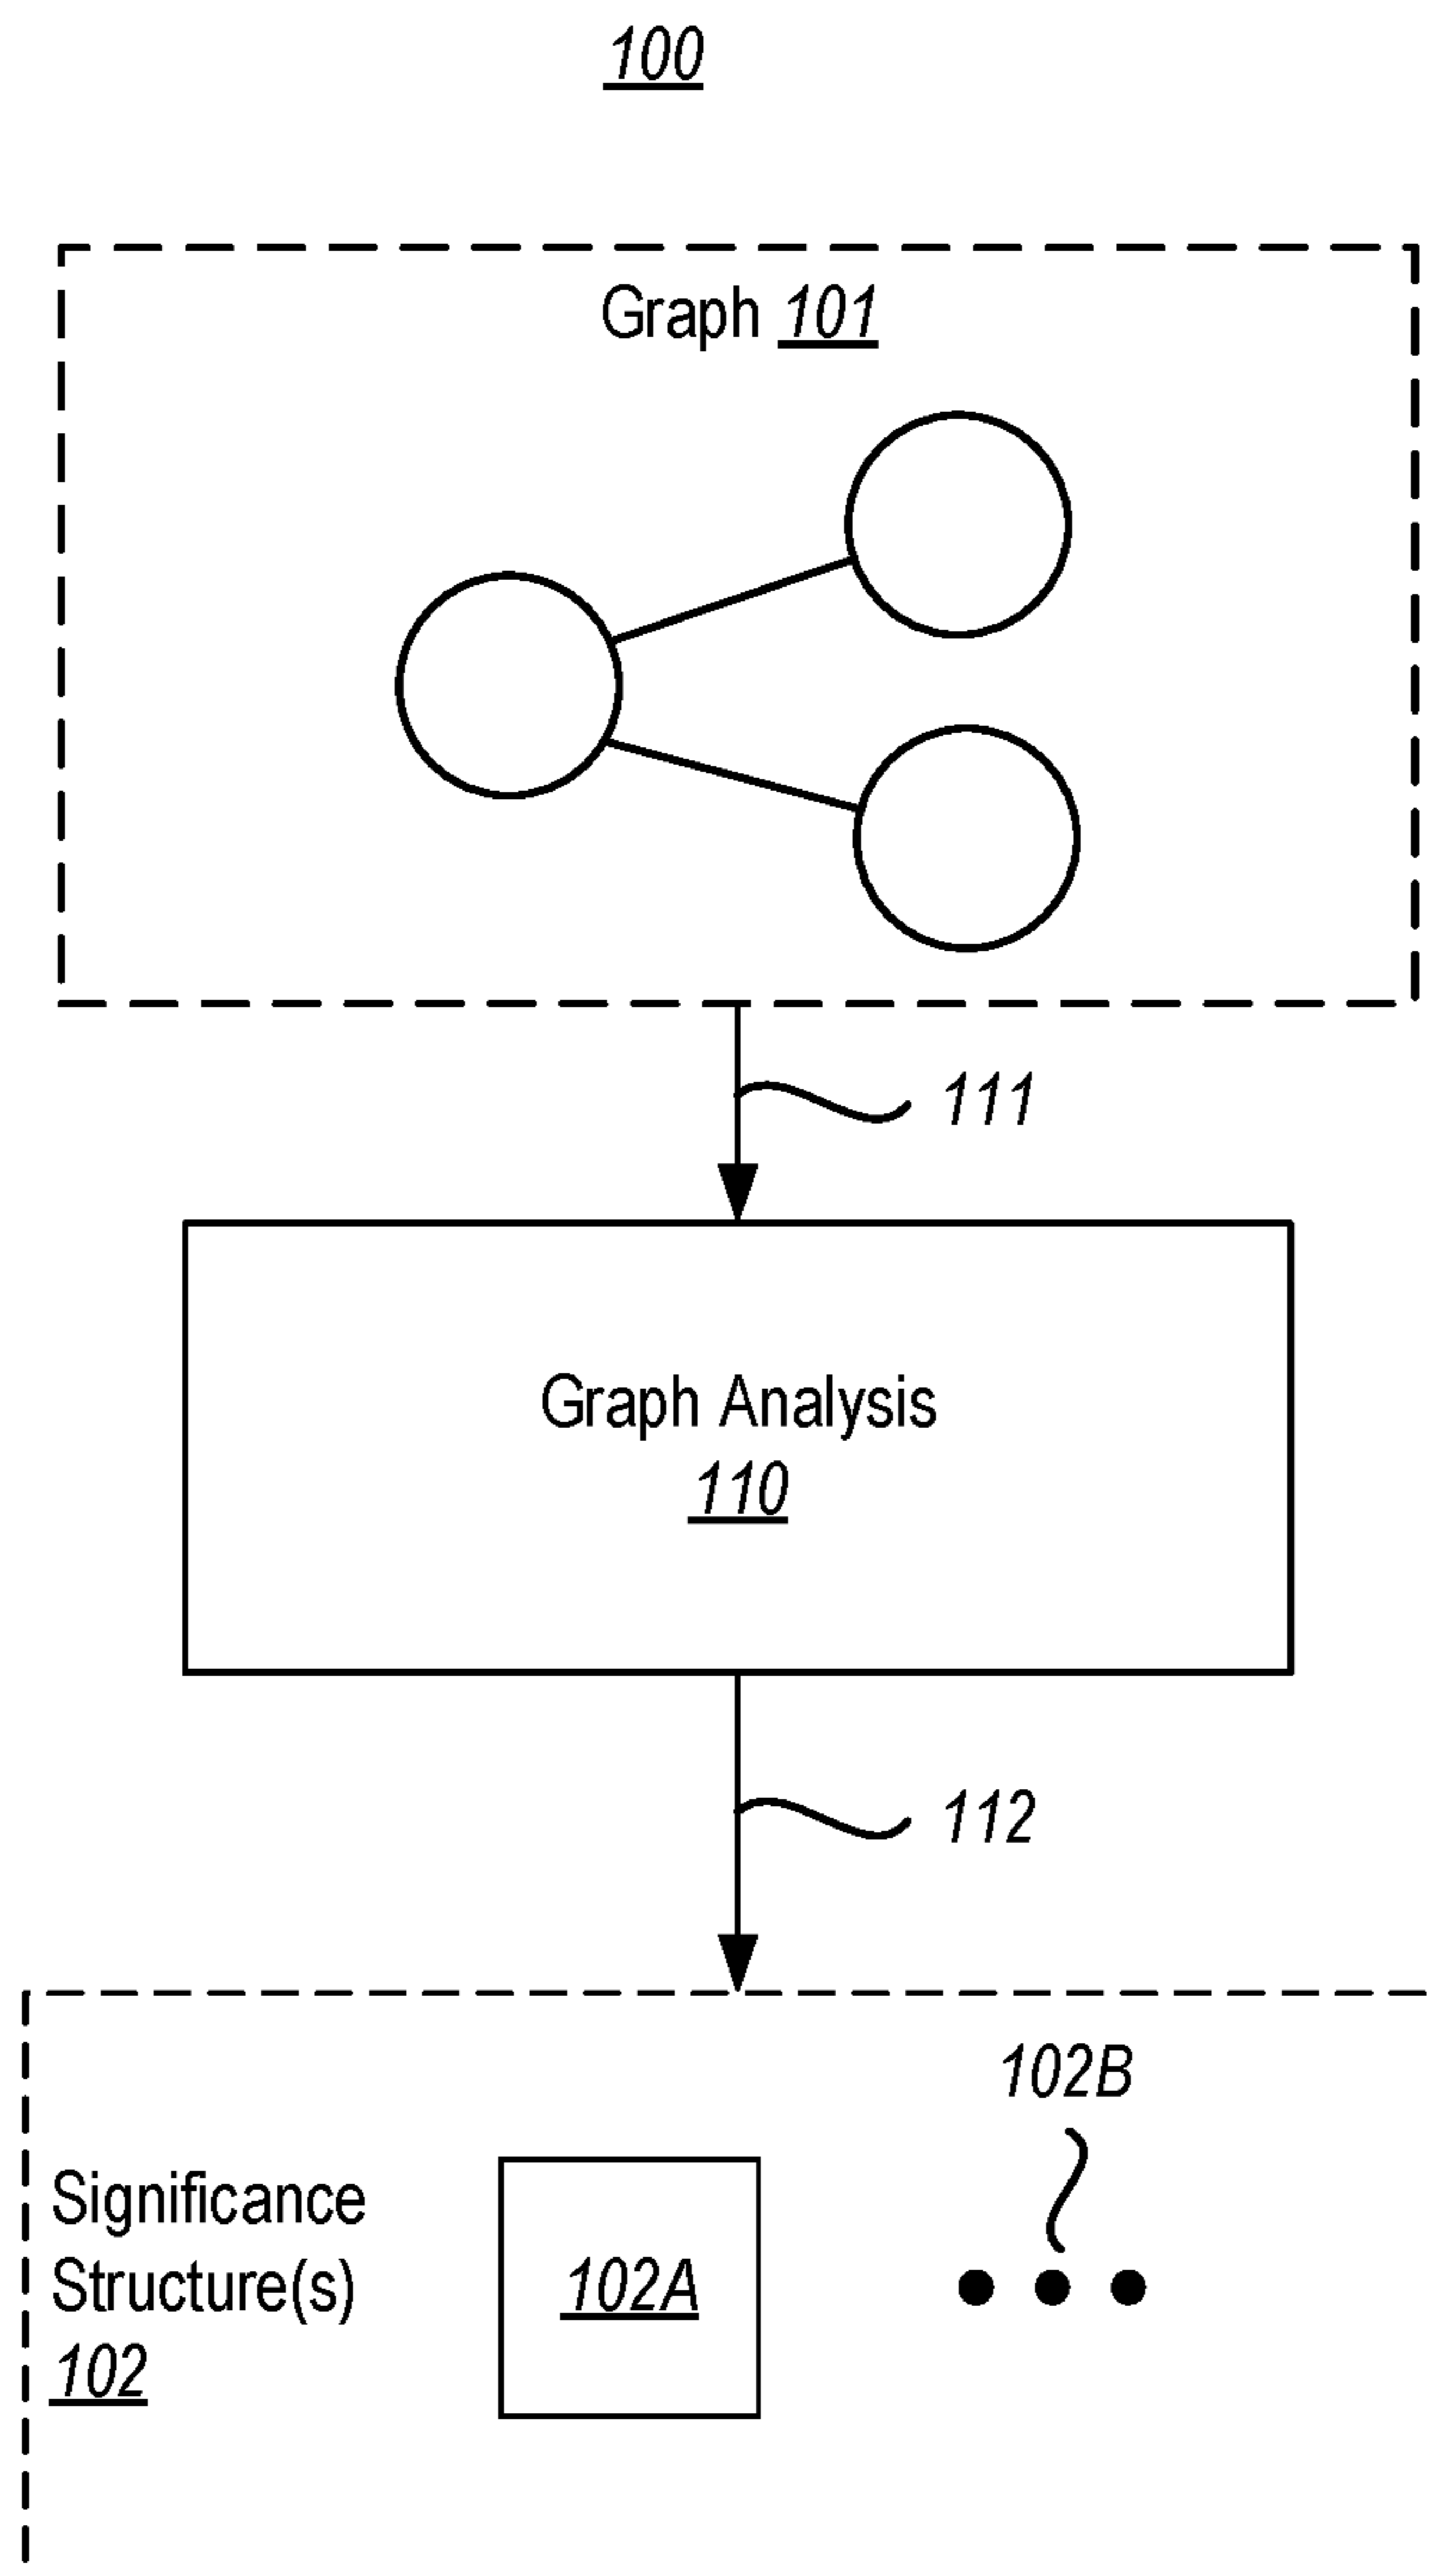 100
Graph 101
111
Graph Analysis
110
112
102B
Significance
Structure(s)
102
102A